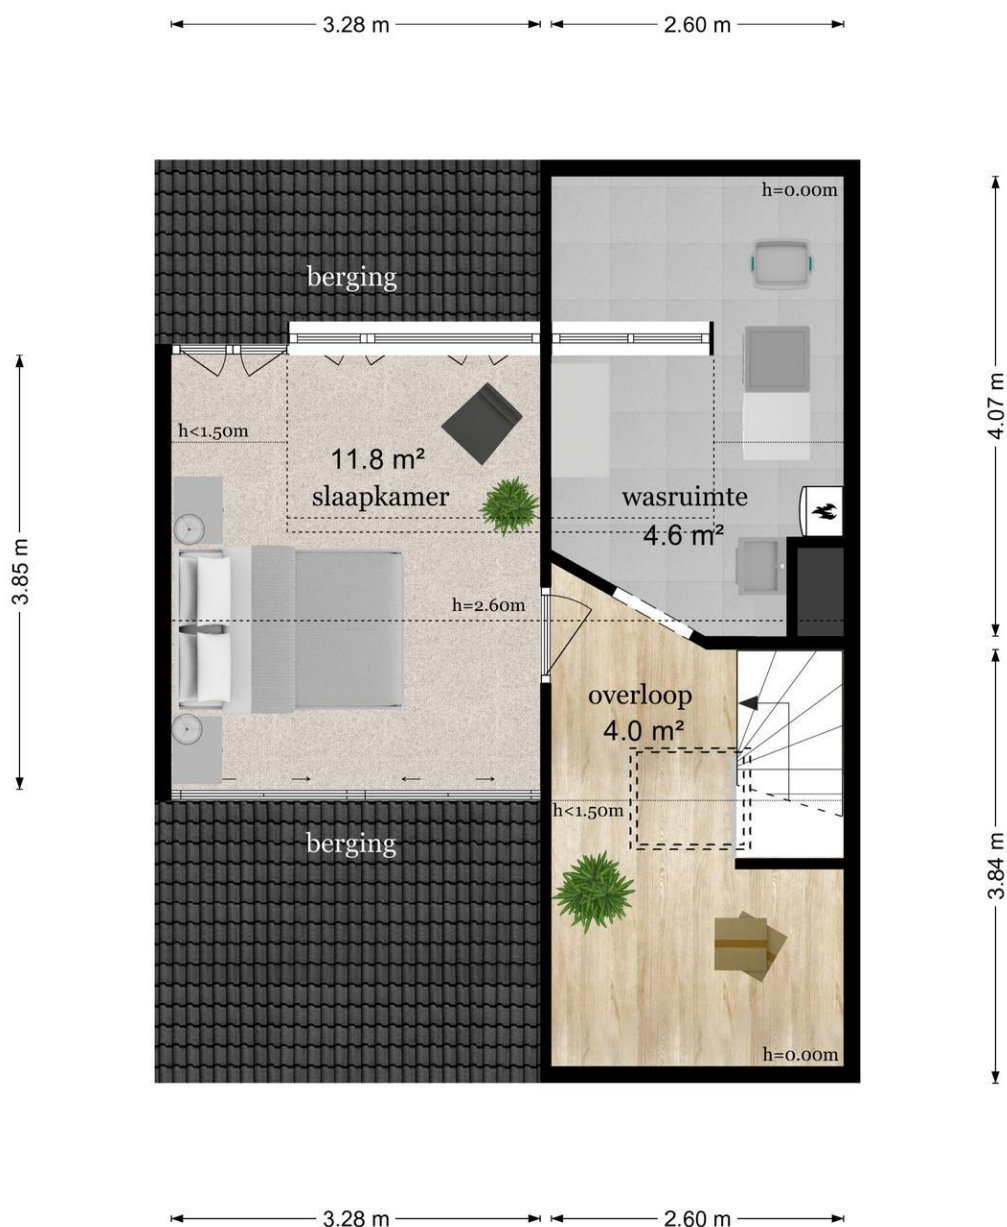 3.28 m
2.60 m
h=0.00m
berging
h<1.50m
11.8 m²
slaapkamer
wasruimte
4.6 m²
4.07 m
3.85 m
h=2.60m
overloop
4.0 m²
h<1.50m
berging
3.84 m
h=0.00m
3.28 m
2.60 m